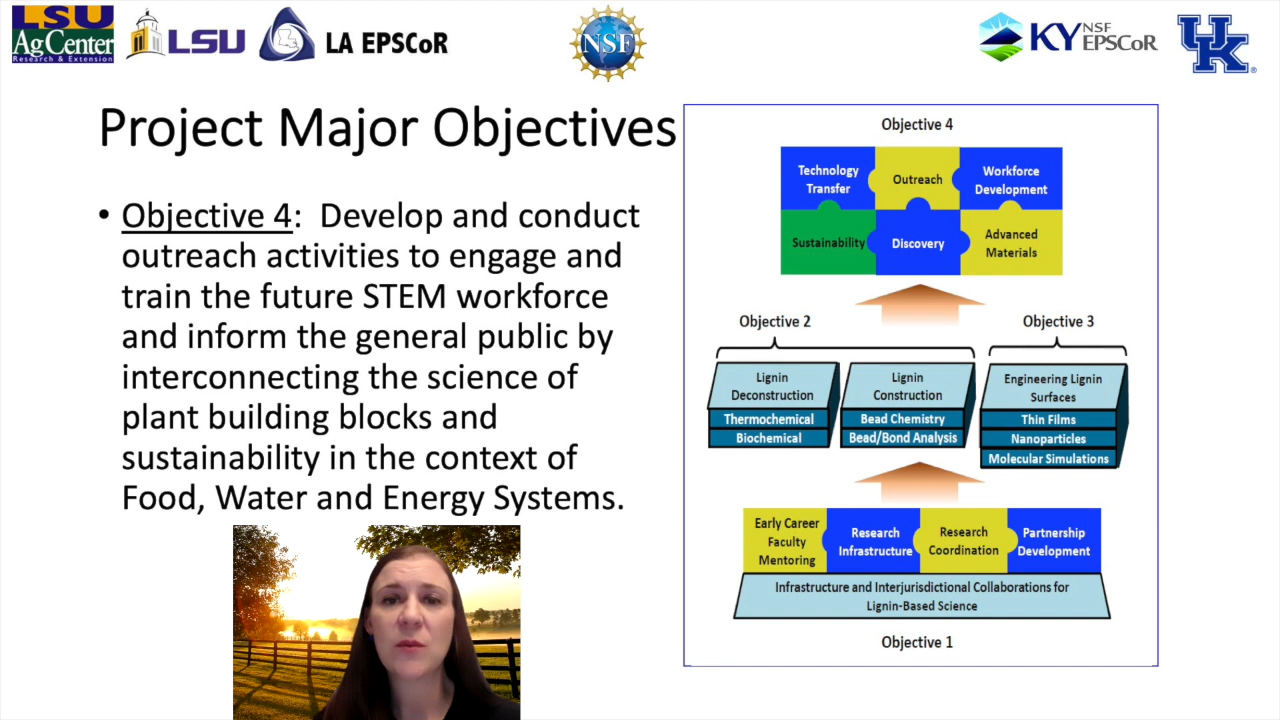 LSU
AgCenter
Research & Extension
LSU
LA EPSCoR
NSF
KY NSF EPSCoR
UK
Project Major Objectives
• Objective 4: Develop and conduct
outreach activities to engage and
train the future STEM workforce
and inform the general public by
interconnecting the science of
plant building blocks and
sustainability in the context of
Food, Water and Energy Systems.
Objective 4
Technology
Transfer
Outreach
Workforce
Development
Sustainability
Discovery
Advanced
Materials
Objective 2
Objective 3
Lignin
Deconstruction
Thermochemical
Biochemical
Lignin
Construction
Bead Chemistry
Bead/Bond Analysis
Engineering Lignin
Surfaces
Thin Films
Nanoparticles
Molecular Simulations
Early Career
Faculty
Mentoring
Research
Infrastructure
Research
Coordination
Partnership
Development
Infrastructure and Interjurisdictional Collaborations for
Lignin-Based Science
Objective 1